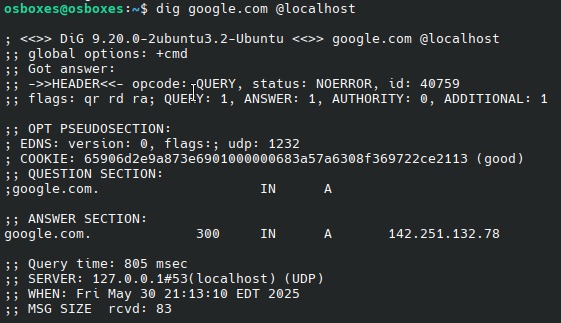 osboxes@osboxes:~$ dig google.com @localhost
; <<>> DiG 9.20.0-2ubuntu3.2-Ubuntu <<>> google.com @localhost
;; global options: +cmd
;; Got answer:
;; ->>HEADER<<- opcode: QUERY, status: NOERROR, id: 40759
;; flags: qr rd ra; QUERY: 1, ANSWER: 1, AUTHORITY: 0, ADDITIONAL: 1
;; OPT PSEUDOSECTION:
; EDNS: version: 0, flags:; udp: 1232
; COOKIE: 65906d2e9a873e6901000000683a57a6308f369722ce2113 (good)
;; QUESTION SECTION:
;google.com. IN A
;; ANSWER SECTION:
google.com. 300 IN A 142.251.132.78
;; Query time: 805 msec
;; SERVER: 127.0.0.1#53(localhost) (UDP)
;; WHEN: Fri May 30 21:13:10 EDT 2025
;; MSG SIZE rcvd: 83